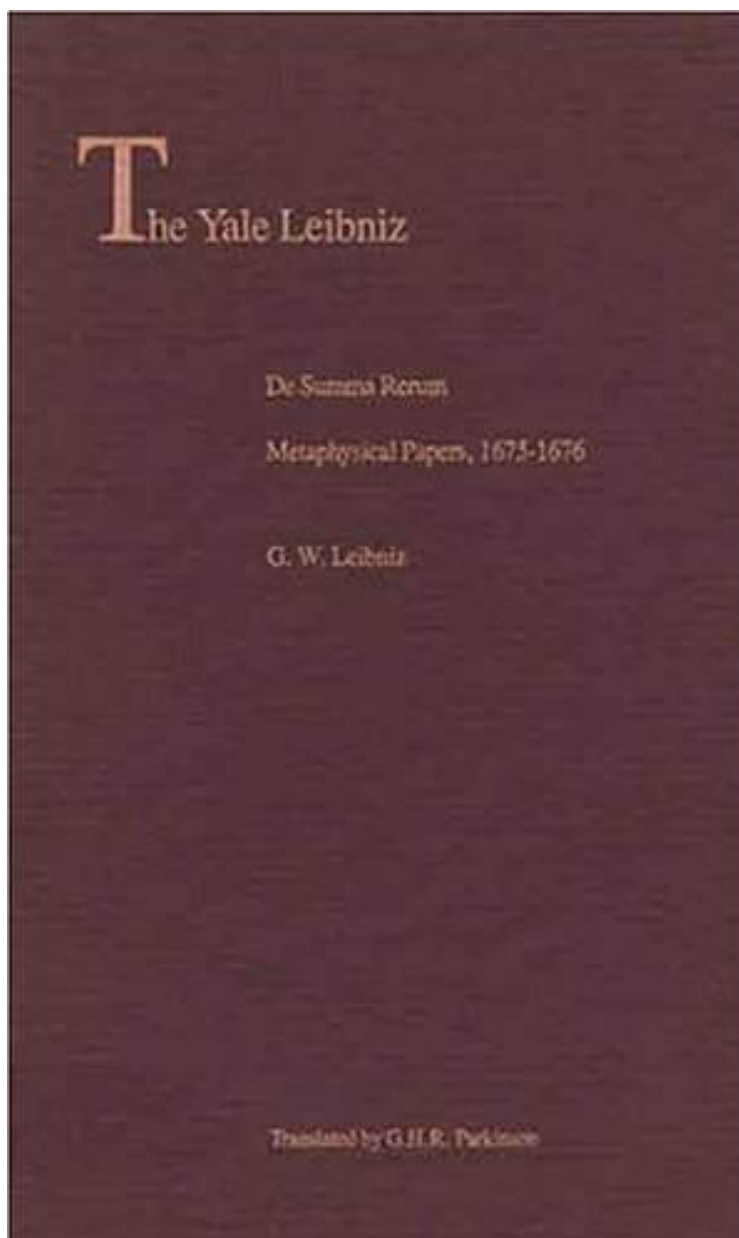 The Yale Leibniz
De Summa Rerum
Metaphysical Papers, 1675-1676
G. W. Leibniz
Translated by G.H.R. Parkinson